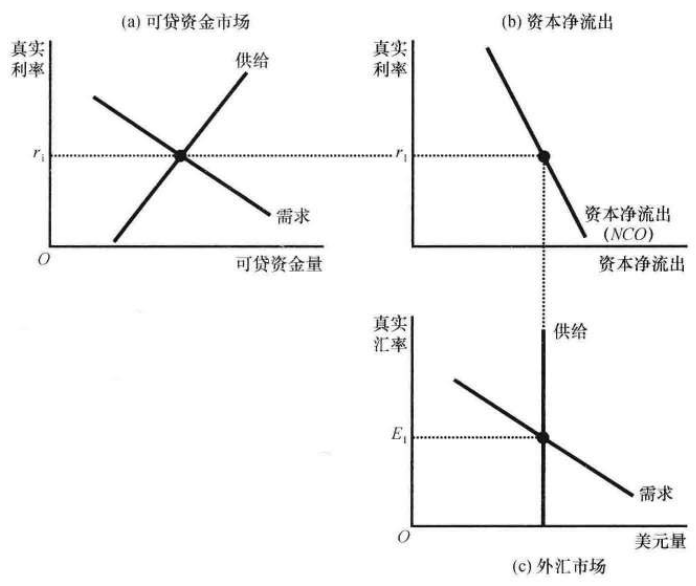 (a) 可贷资金市场
真实
利率
供给
r₁
需求
O
可贷资金量
(b) 资本净流出
真实
利率
r₁
资本净流出
(NCO)
资本净流出
真实
汇率
供给
E₁
需求
O
美元量
(c) 外汇市场